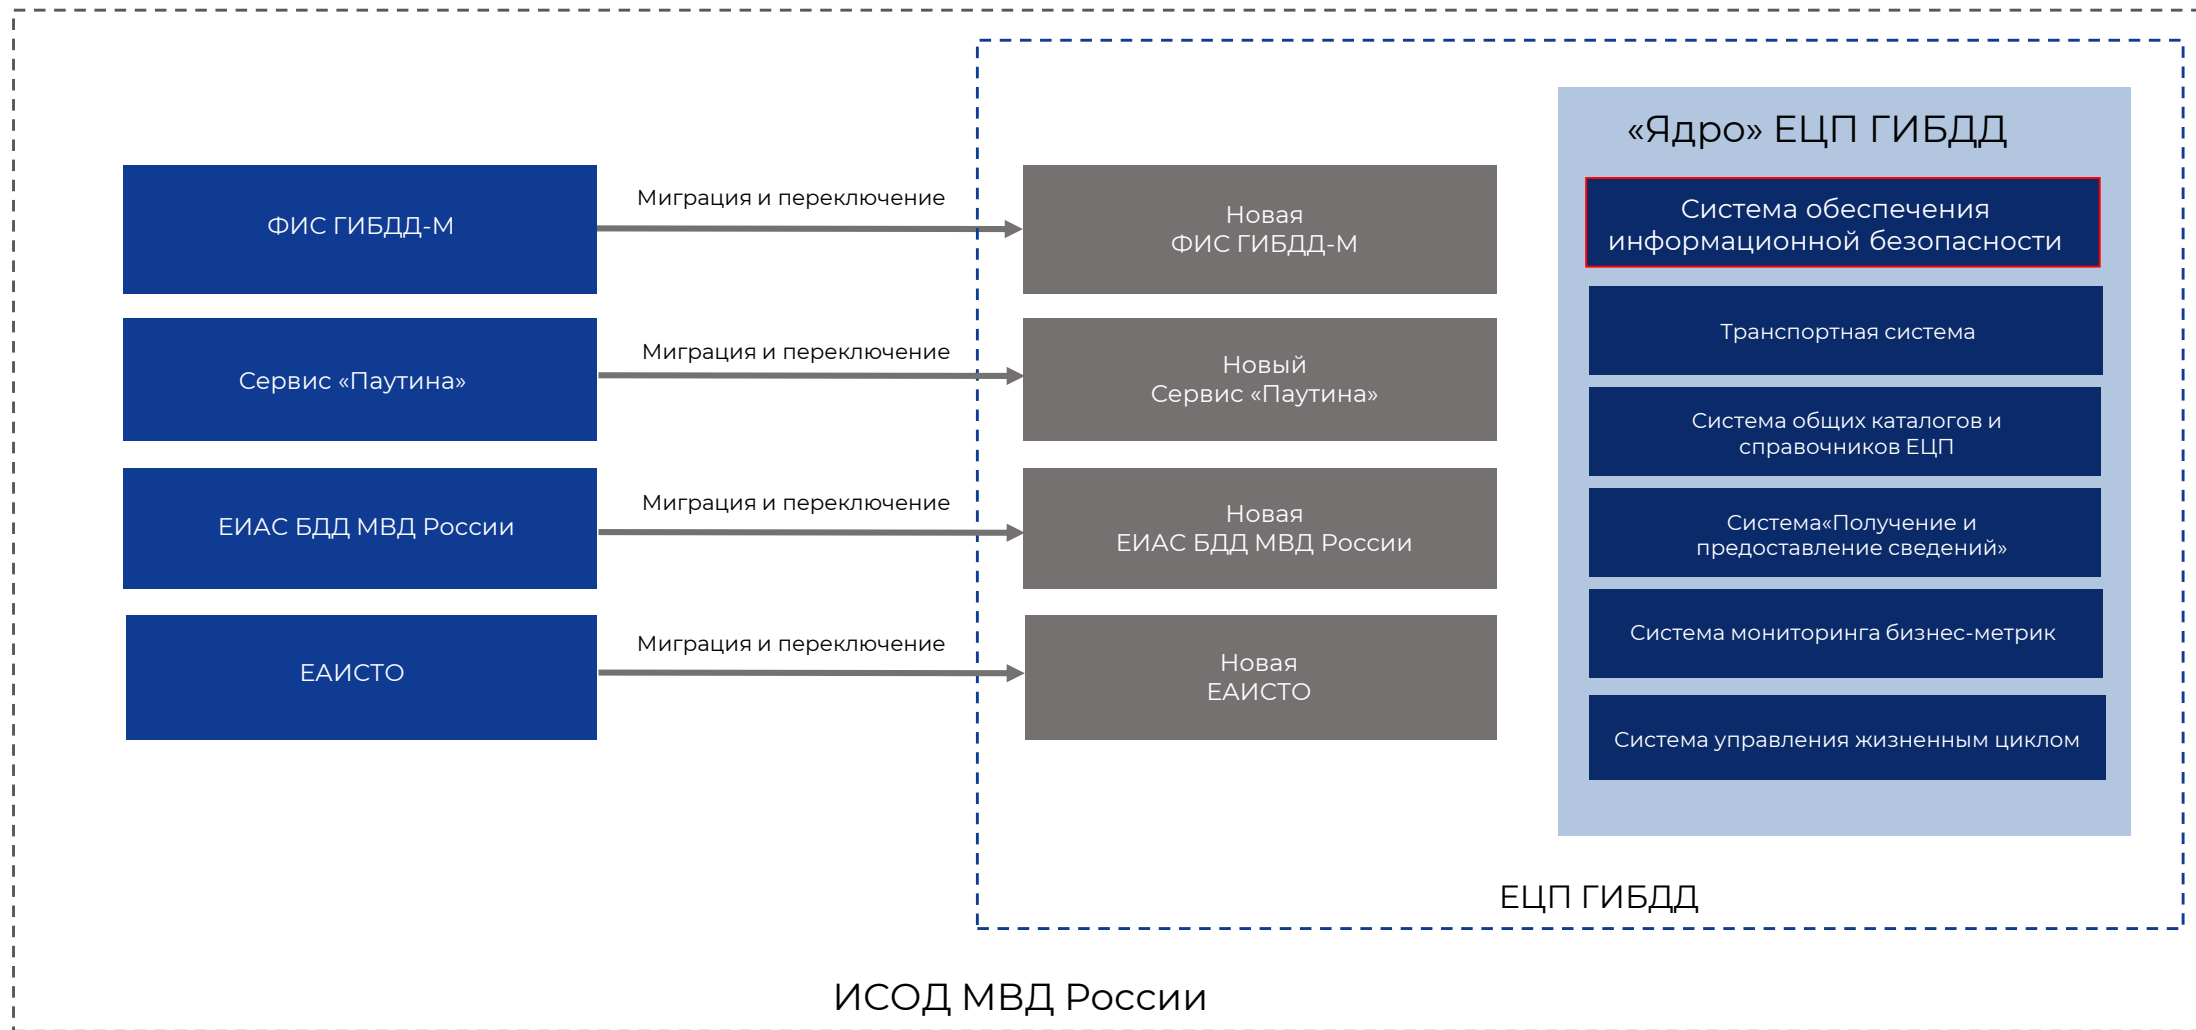 «Ядро» ЕЦП ГИБДД
ФИС ГИБДД-М
Миграция и переключение
Новая
ФИС ГИБДД-М
Система обеспечения
информационной безопасности
Сервис «Паутина»
Миграция и переключение
Новый
Сервис «Паутина»
Транспортная система
Система общих каталогов и
справочников ЕЦП
ЕИАС БДД МВД России
Миграция и переключение
Новая
ЕИАС БДД МВД России
Система«Получение и
предоставление сведений»
ЕАИСТО
Миграция и переключение
Новая
ЕАИСТО
Система мониторинга бизнес-метрик
Система управления жизненным циклом
ЕЦП ГИБДД
ИСОД МВД России